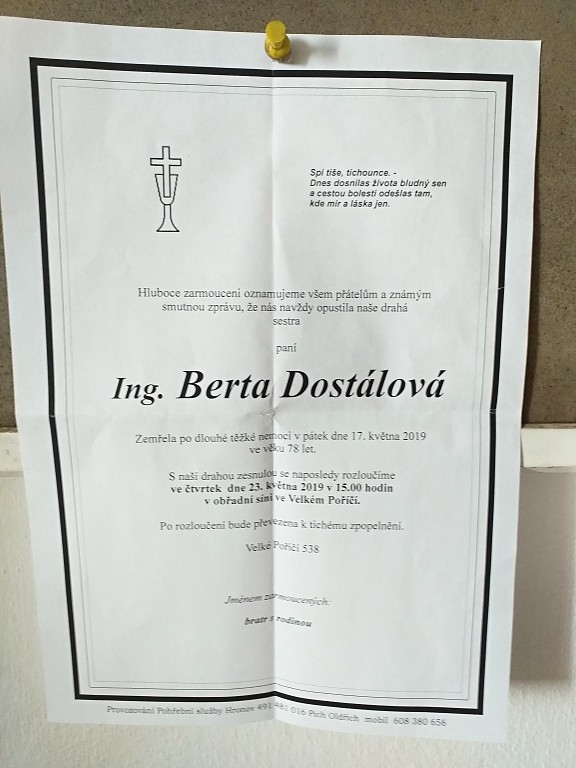 Spi tiše, tichounce. -
Dnes dosnilas života bludný sen
a cestou bolesti odešlas tam,
kde mír a láska jen.
Hluboce zarmouceni oznamujeme všem přátelům a známým
smutnou zprávu, že nás navždy opustila naše drahá
sestra
paní
Ing. Berta Dostálová
Zemřela po dlouhé těžké nemoci v pátek dne 17. května 2019
ve věku 78 let.
S naší drahou zesnulou se naposledy rozloučíme
ve čtvrtek dne 23. května 2019 v 15.00 hodin
v obřadní síni ve Velkém Poříčí.
Po rozloučení bude převezena k tichému zpopelnění.
Velké Poříčí 538
Jménem zarmoucených:
bratr s rodinou
Provozování Pohřební služby Hronov 491 481 016 Pich Oldřich mobil 608 380 656